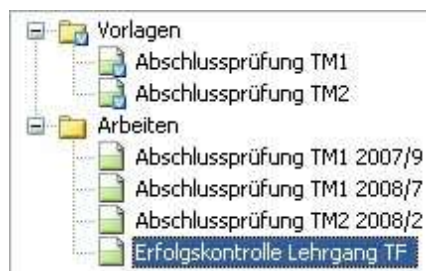 Vorlagen
Abschlussprüfung TM1
Abschlussprüfung TM2
Arbeiten
Abschlussprüfung TM1 2007/9
Abschlussprüfung TM1 2008/7
Abschlussprüfung TM2 2008/2
Erfolgskontrolle Lehrgang TF